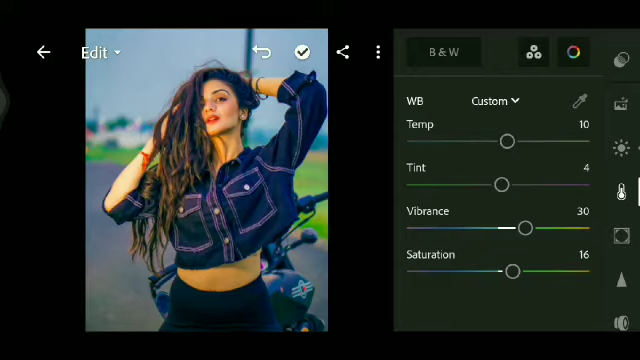 Edit
B & W
WB Custom
Temp 10
Tint 4
Vibrance 30
Saturation 16